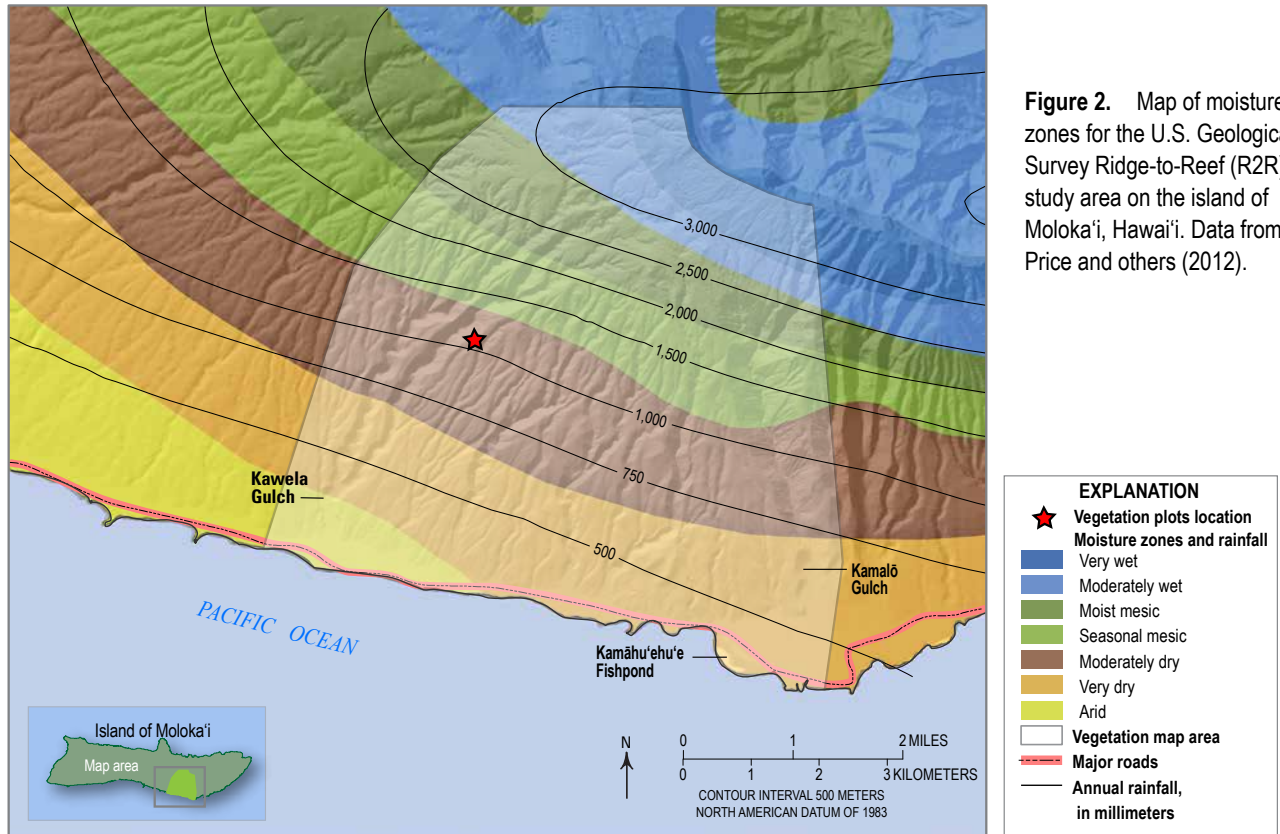 Figure 2. Map of moisture
zones for the U.S. Geologica
Survey Ridge-to-Reef (R2R)
study area on the island of
Molokaʻi, Hawaiʻi. Data from
Price and others (2012).
3,000
2,500
2,000
1,500
1,000
750
500
Kawela
Gulch
Kamalō
Gulch
Kamāhuʻehuʻe
Fishpond
PACIFIC OCEAN
Island of Molokaʻi
Map area
N
0 1 2 MILES
0 1 2 3 KILOMETERS
CONTOUR INTERVAL 500 METERS
NORTH AMERICAN DATUM OF 1983
EXPLANATION
Vegetation plots location
Moisture zones and rainfall
Very wet
Moderately wet
Moist mesic
Seasonal mesic
Moderately dry
Very dry
Arid
Vegetation map area
Major roads
Annual rainfall,
in millimeters